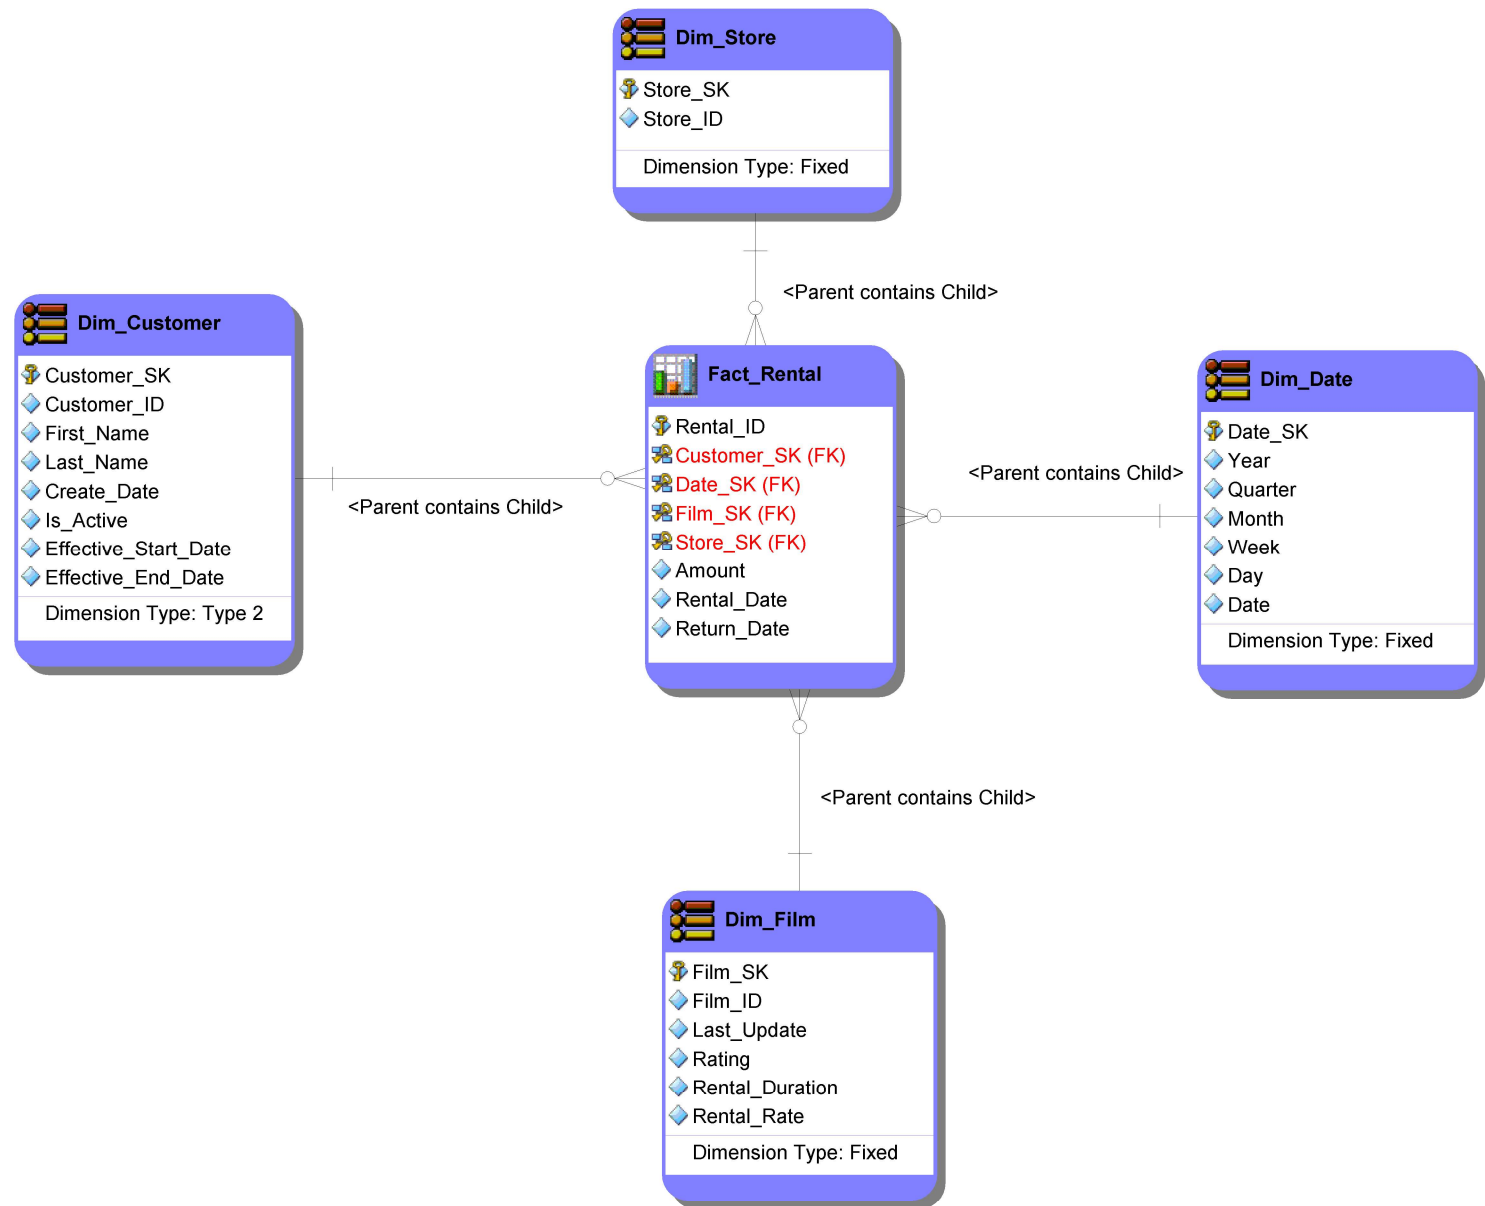 Dim_Store
Store_SK
Store_ID
Dimension Type: Fixed
<Parent contains Child>
Dim_Customer
Customer_SK
Customer_ID
First_Name
Last_Name
Create_Date
Is_Active
Effective_Start_Date
Effective_End_Date
Dimension Type: Type 2
<Parent contains Child>
Fact_Rental
Rental_ID
Customer_SK (FK)
Date_SK (FK)
Film_SK (FK)
Store_SK (FK)
Amount
Rental_Date
Return_Date
<Parent contains Child>
Dim_Date
Date_SK
Year
Quarter
Month
Week
Day
Date
Dimension Type: Fixed
<Parent contains Child>
Dim_Film
Film_SK
Film_ID
Last_Update
Rating
Rental_Duration
Rental_Rate
Dimension Type: Fixed